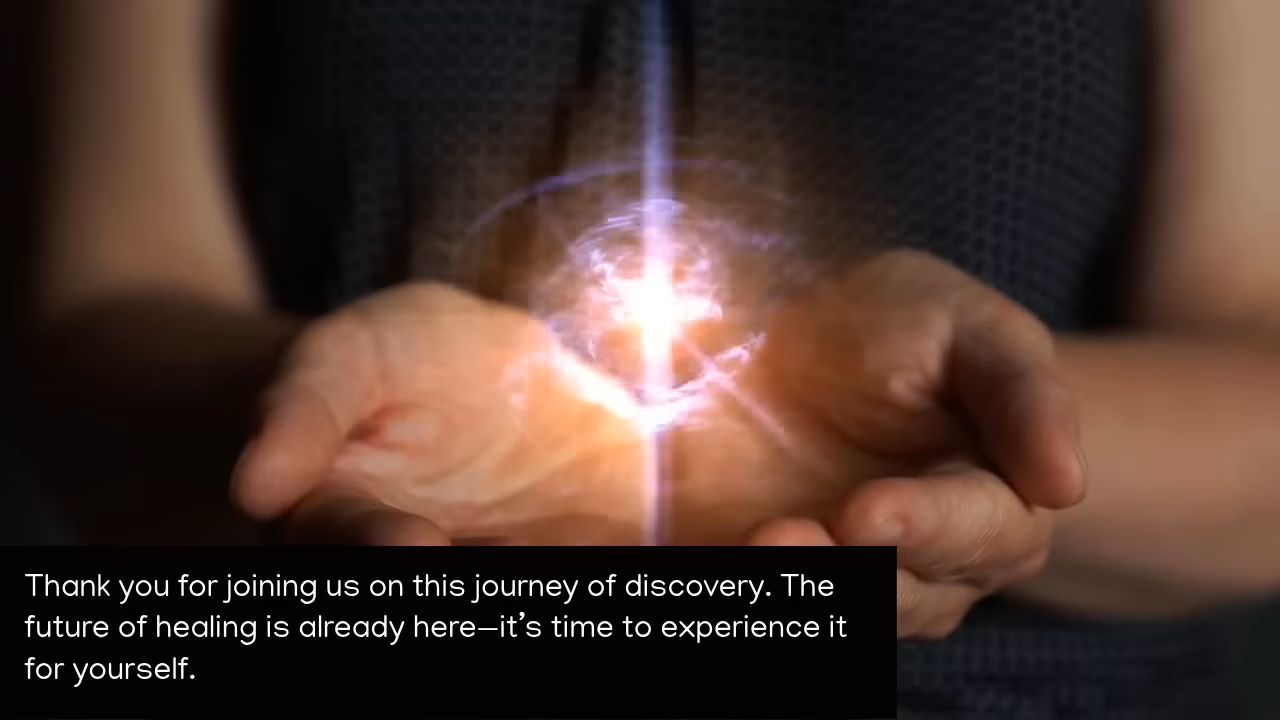 Thank you for joining us on this journey of discovery. The
future of healing is already here—it’s time to experience it
for yourself.